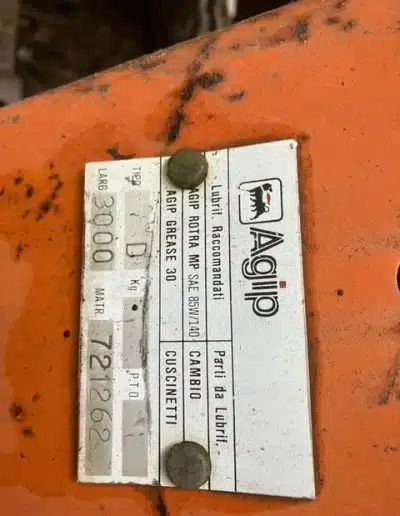 Agip
Lubrif. Raccomandati Parti da Lubrif.
AGIP ROTRA MP SAE 85W/140 CAMBIO
AGIP GREASE 30 CUSCINETTI
TIPO D Kg. P.T.O.
LARG 3000 MATR. 721262